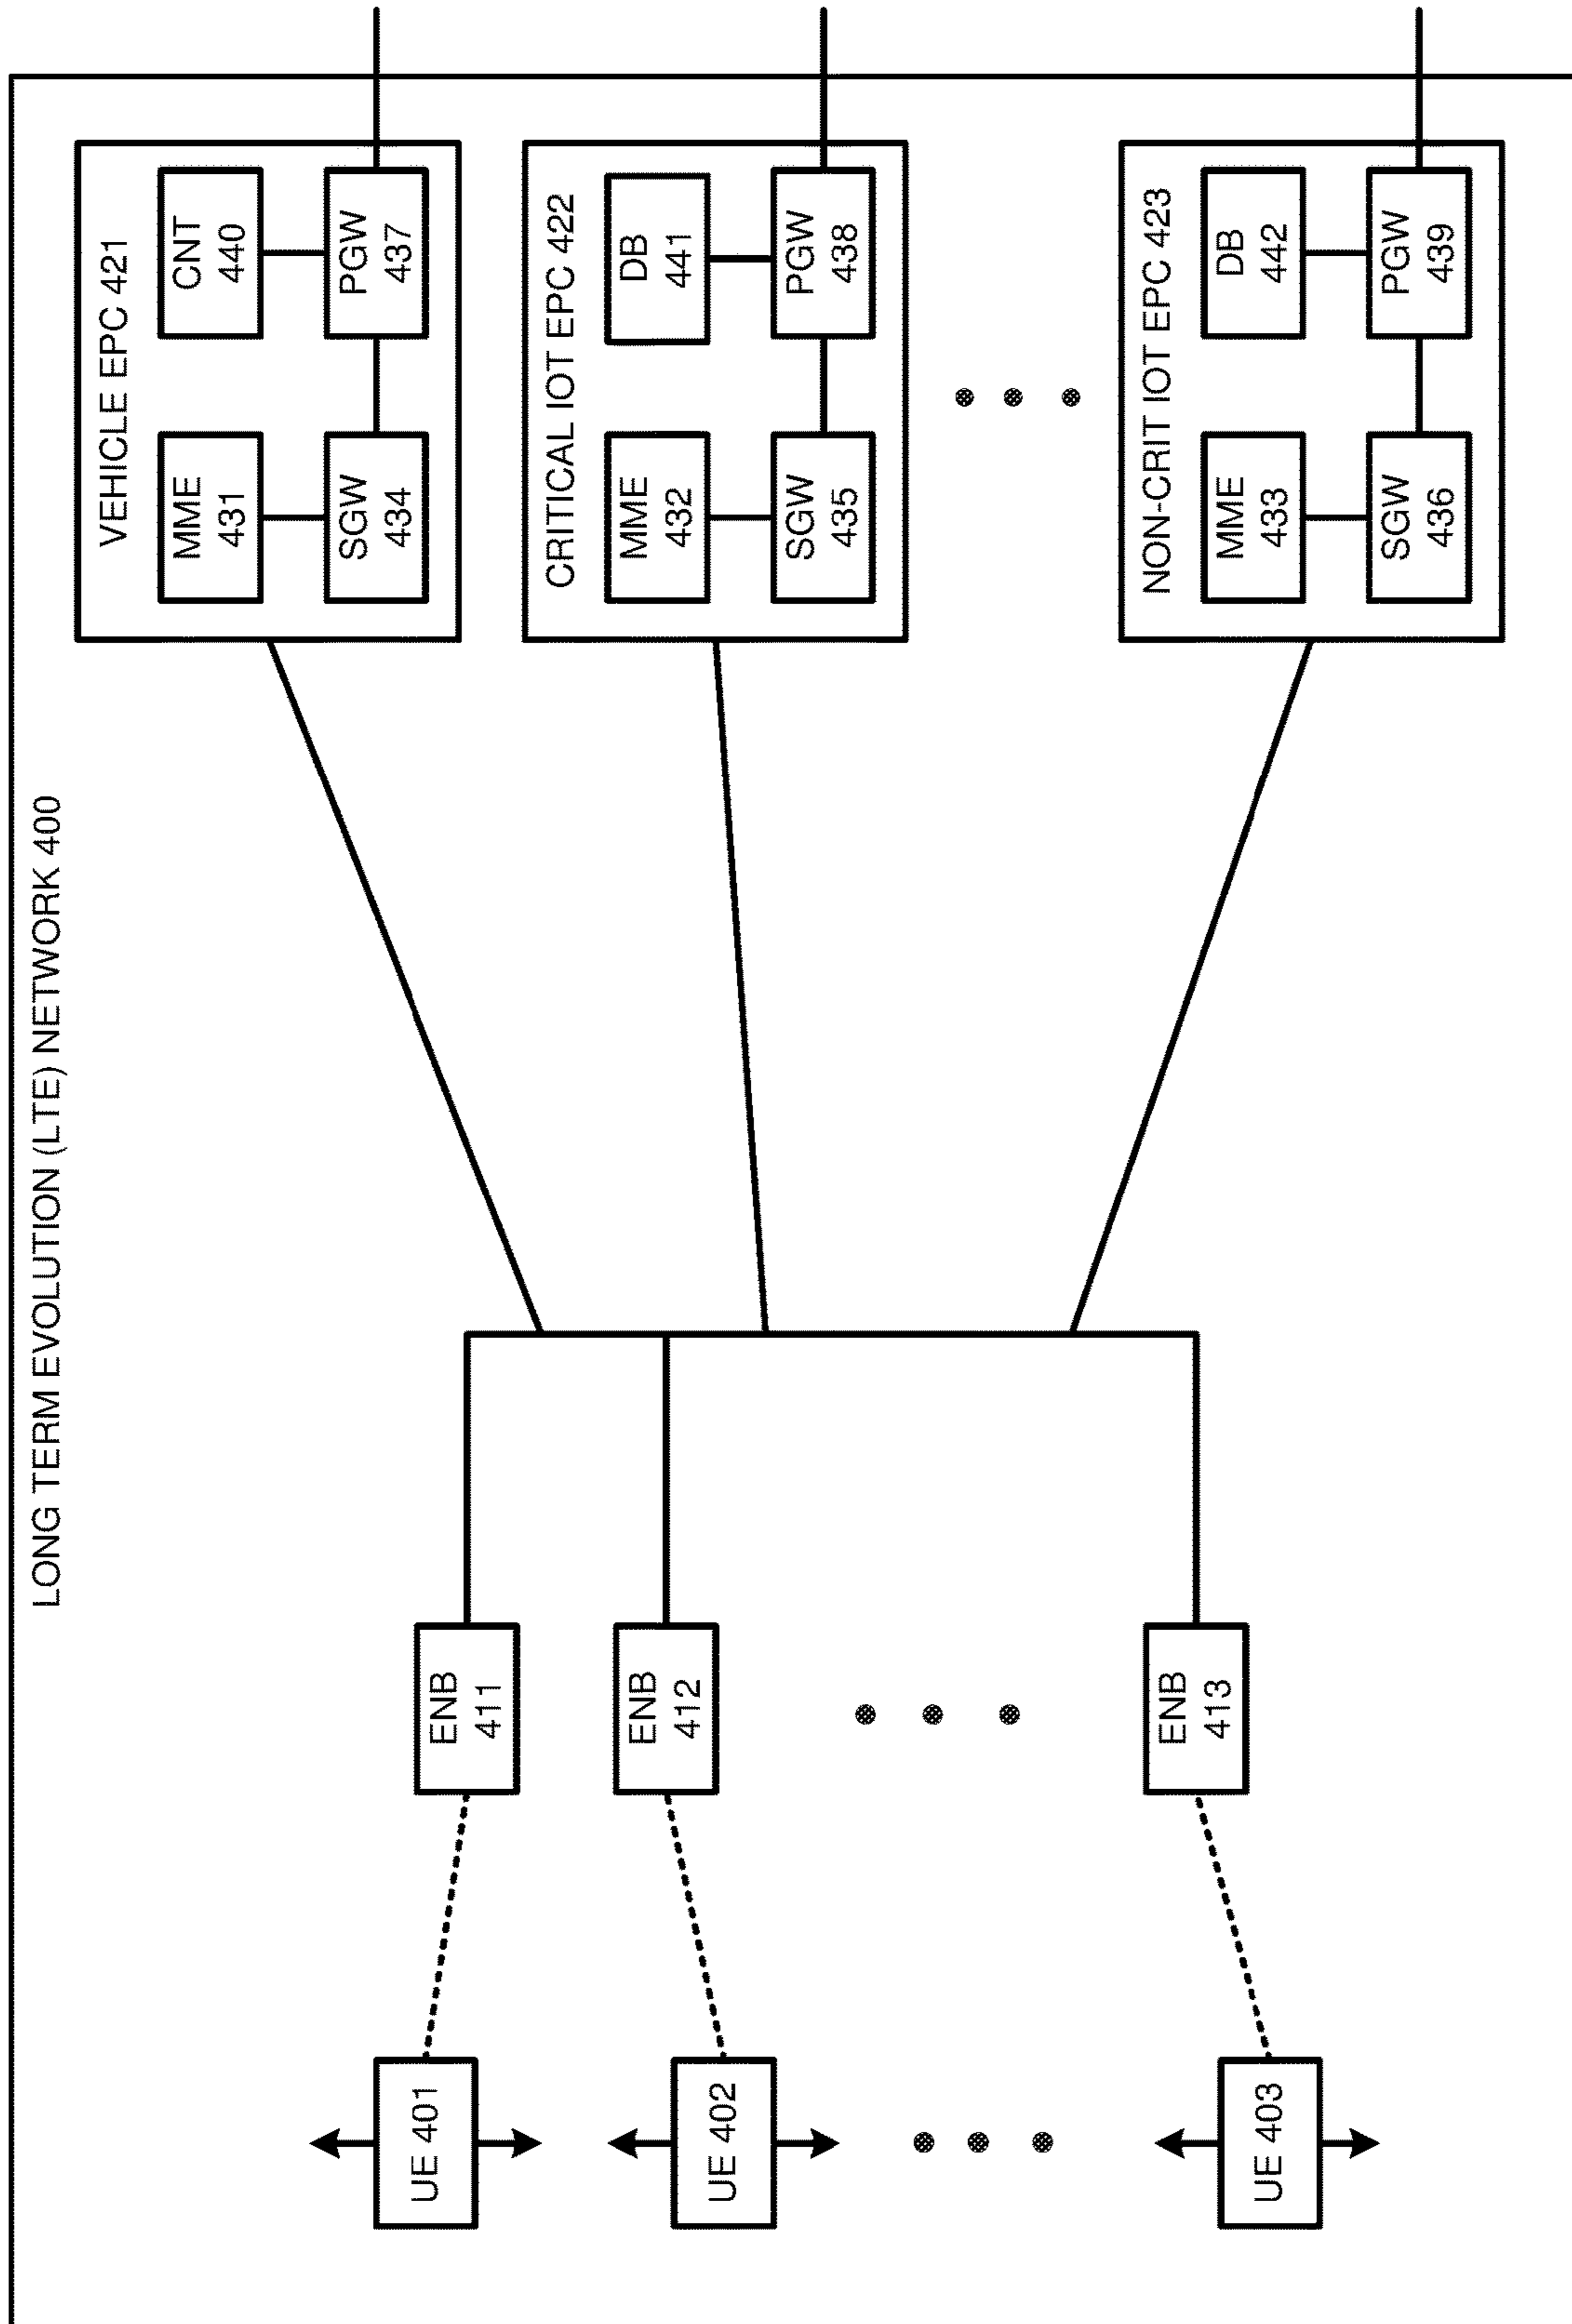 LONG TERM EVOLUTION (LTE) NETWORK 400
UE 401
UE 402
UE 403
ENB
411
ENB
412
ENB
413
VEHICLE EPC 421
MME
431
CNT
440
SGW
434
PGW
437
CRITICAL IOT EPC 422
MME
432
DB
441
SGW
435
PGW
438
NON-CRIT IOT EPC 423
MME
433
DB
442
SGW
436
PGW
439